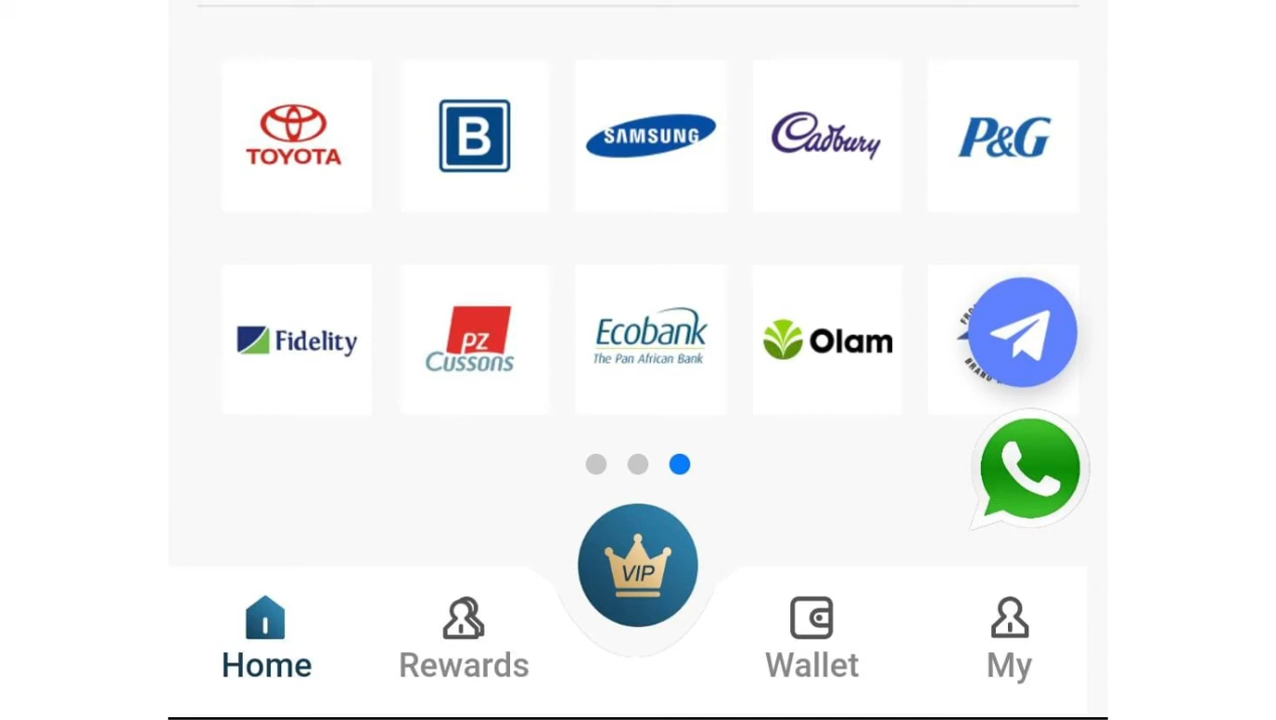 TOYOTA
B
SAMSUNG
Cadbury
P&G
Fidelity
PZ
Cussons
Ecobank
The Pan African Bank
Olam
VIP
Home
Rewards
Wallet
My